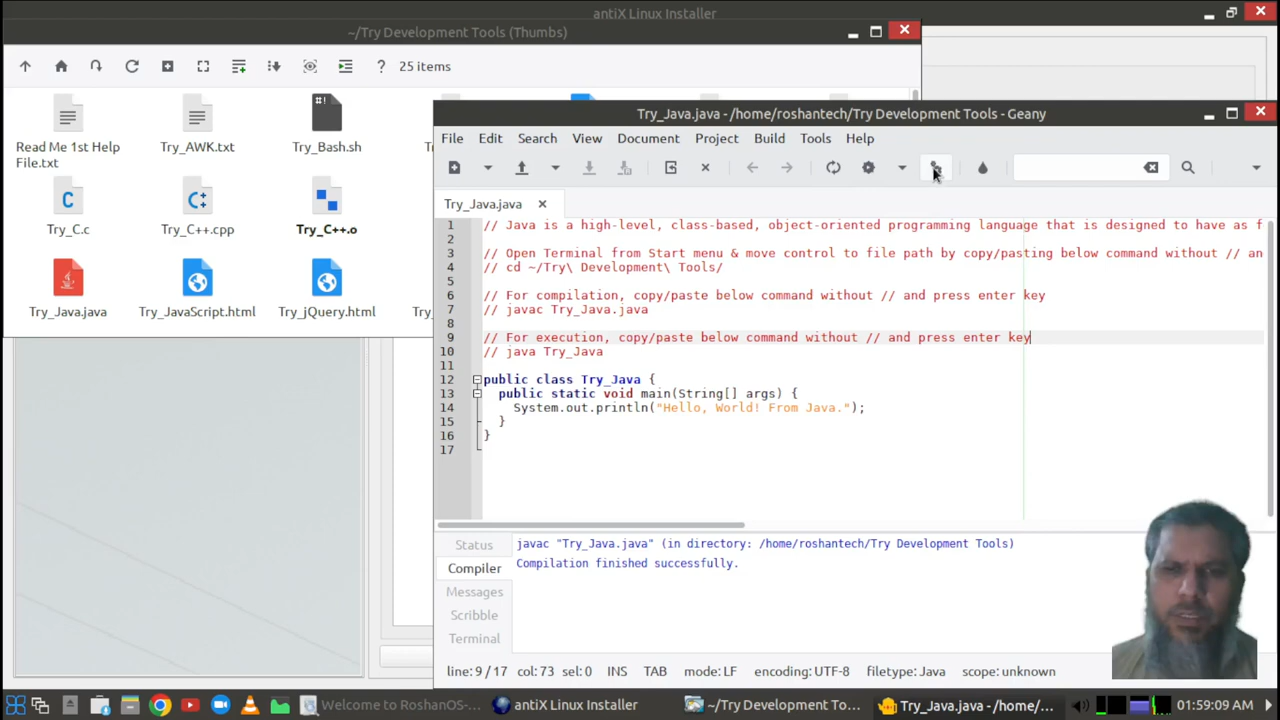 antiX Linux Installer
~/Try Development Tools (Thumbs)
25 items
#!
Read Me 1st Help File.txt
Try_AWK.txt
Try_Bash.sh
C
Try_C.c
Try_C++.cpp
Try_C++.o
Try_Java.java
Try_JavaScript.html
Try_jQuery.html
Try_Java.java - /home/roshantech/Try Development Tools - Geany
File Edit Search View Document Project Build Tools Help
Try_Java.java
1 // Java is a high-level, class-based, object-oriented programming language that is designed to have as f
2
3 // Open Terminal from Start menu & move control to file path by copy/pasting below command without // an
4 // cd ~/Try\ Development\ Tools/
5
6 // For compilation, copy/paste below command without // and press enter key
7 // javac Try_Java.java
8
9 // For execution, copy/paste below command without // and press enter key
10 // java Try_Java
11
12 public class Try_Java {
13 public static void main(String[] args) {
14 System.out.println("Hello, World! From Java.");
15 }
16 }
17
Status
Compiler
Messages
Scribble
Terminal
javac "Try_Java.java" (in directory: /home/roshantech/Try Development Tools)
Compilation finished successfully.
line: 9 / 17 col: 73 sel: 0 INS TAB mode: LF encoding: UTF-8 filetype: Java scope: unknown
Welcome to RoshanOS-...
antiX Linux Installer
~/Try Development To...
Try_Java.java - /home/...
01:59:09 AM